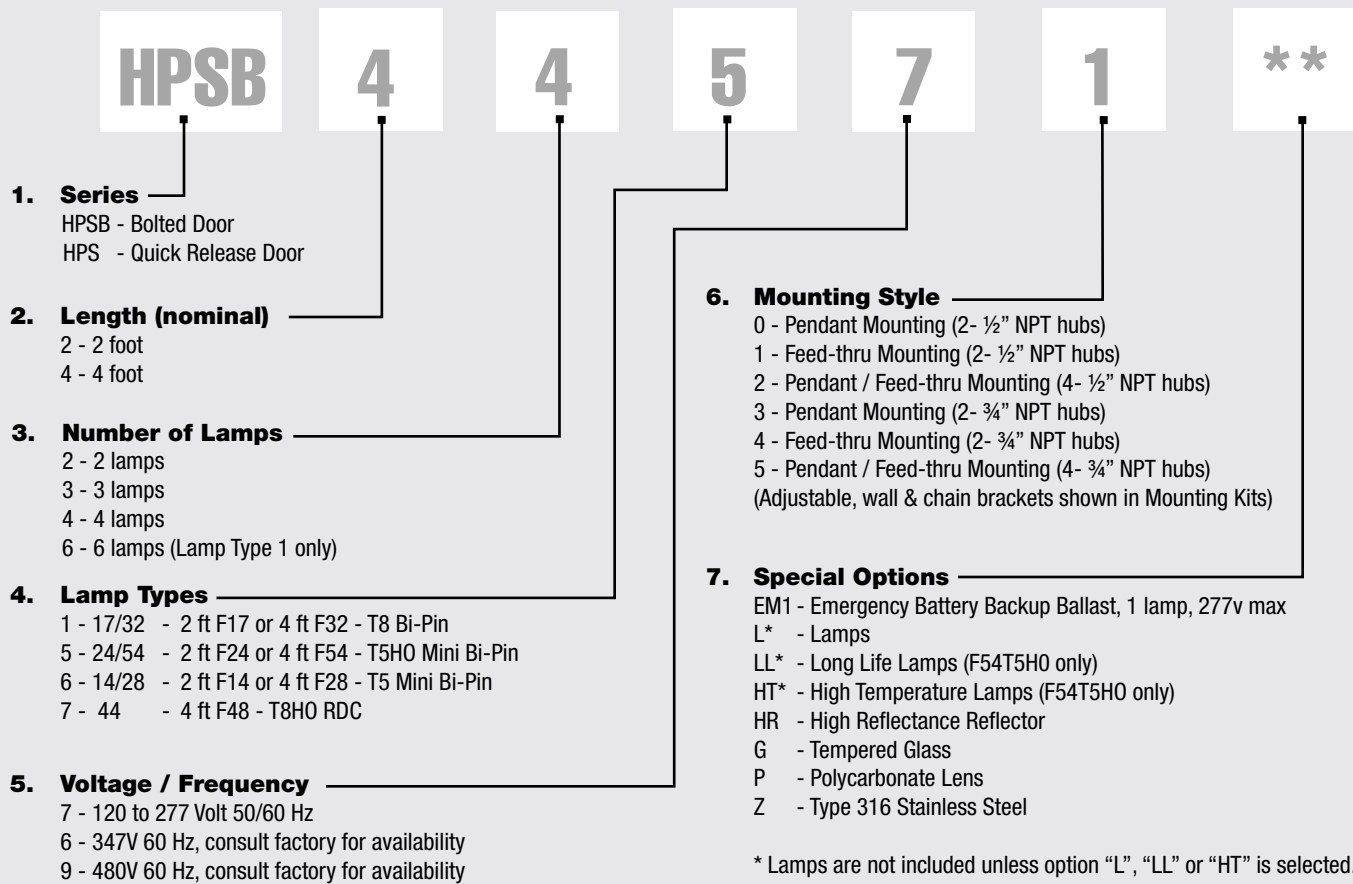 HPSB 4 4 5 7 1 **
1. Series
HPSB - Bolted Door
HPS - Quick Release Door
2. Length (nominal)
2 - 2 foot
4 - 4 foot
3. Number of Lamps
2 - 2 lamps
3 - 3 lamps
4 - 4 lamps
6 - 6 lamps (Lamp Type 1 only)
4. Lamp Types
1 - 17/32 - 2 ft F17 or 4 ft F32 - T8 Bi-Pin
5 - 24/54 - 2 ft F24 or 4 ft F54 - T5HO Mini Bi-Pin
6 - 14/28 - 2 ft F14 or 4 ft F28 - T5 Mini Bi-Pin
7 - 44 - 4 ft F48 - T8HO RDC
5. Voltage / Frequency
7 - 120 to 277 Volt 50/60 Hz
6 - 347V 60 Hz, consult factory for availability
9 - 480V 60 Hz, consult factory for availability
6. Mounting Style
0 - Pendant Mounting (2- ½” NPT hubs)
1 - Feed-thru Mounting (2- ½” NPT hubs)
2 - Pendant / Feed-thru Mounting (4- ½” NPT hubs)
3 - Pendant Mounting (2- ¾” NPT hubs)
4 - Feed-thru Mounting (2- ¾” NPT hubs)
5 - Pendant / Feed-thru Mounting (4- ¾” NPT hubs)
(Adjustable, wall & chain brackets shown in Mounting Kits)
7. Special Options
EM1 - Emergency Battery Backup Ballast, 1 lamp, 277v max
L* - Lamps
LL* - Long Life Lamps (F54T5HO only)
HT* - High Temperature Lamps (F54T5HO only)
HR - High Reflectance Reflector
G - Tempered Glass
P - Polycarbonate Lens
Z - Type 316 Stainless Steel
* Lamps are not included unless option “L”, “LL” or “HT” is selected.